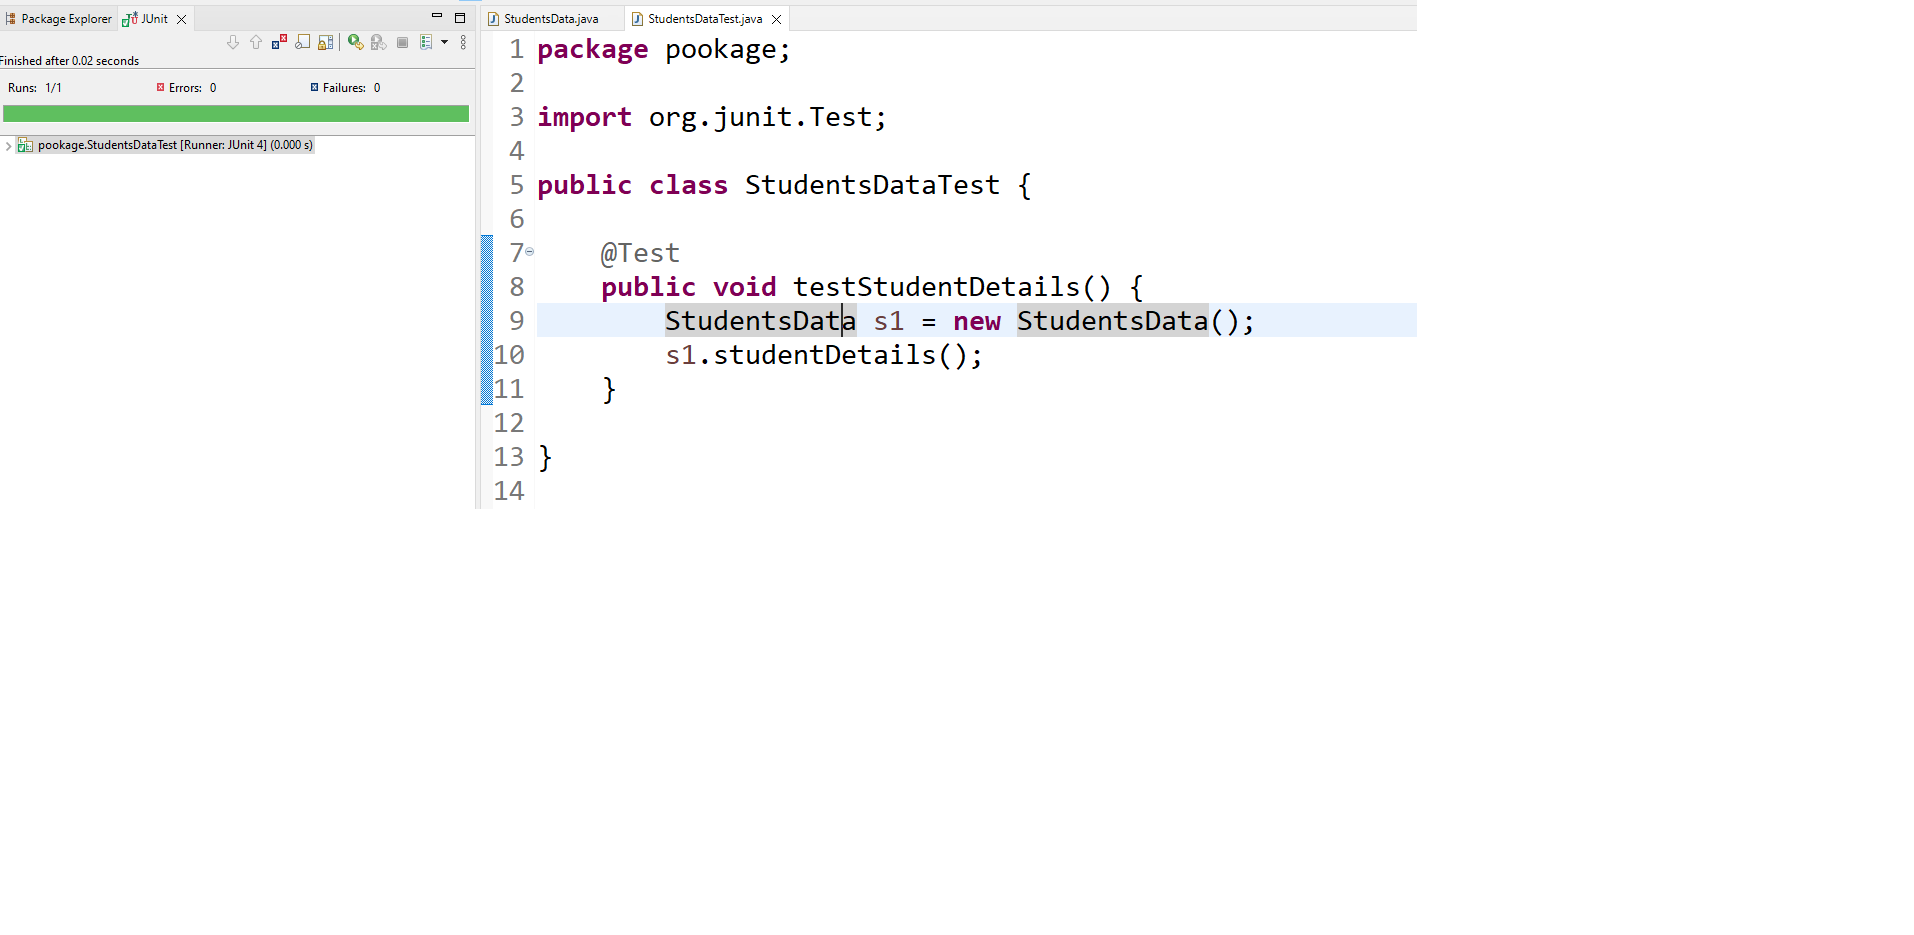 Package Explorer JUnit
Finished after 0.02 seconds
Runs: 1/1 Errors: 0 Failures: 0
pookage.StudentsDataTest [Runner: JUnit 4] (0.000 s)
StudentsData.java StudentsDataTest.java
1 package pookage;
2
3 import org.junit.Test;
4
5 public class StudentsDataTest {
6
7 @Test
8 public void testStudentDetails() {
9 StudentsData s1 = new StudentsData();
10 s1.studentDetails();
11 }
12
13 }
14